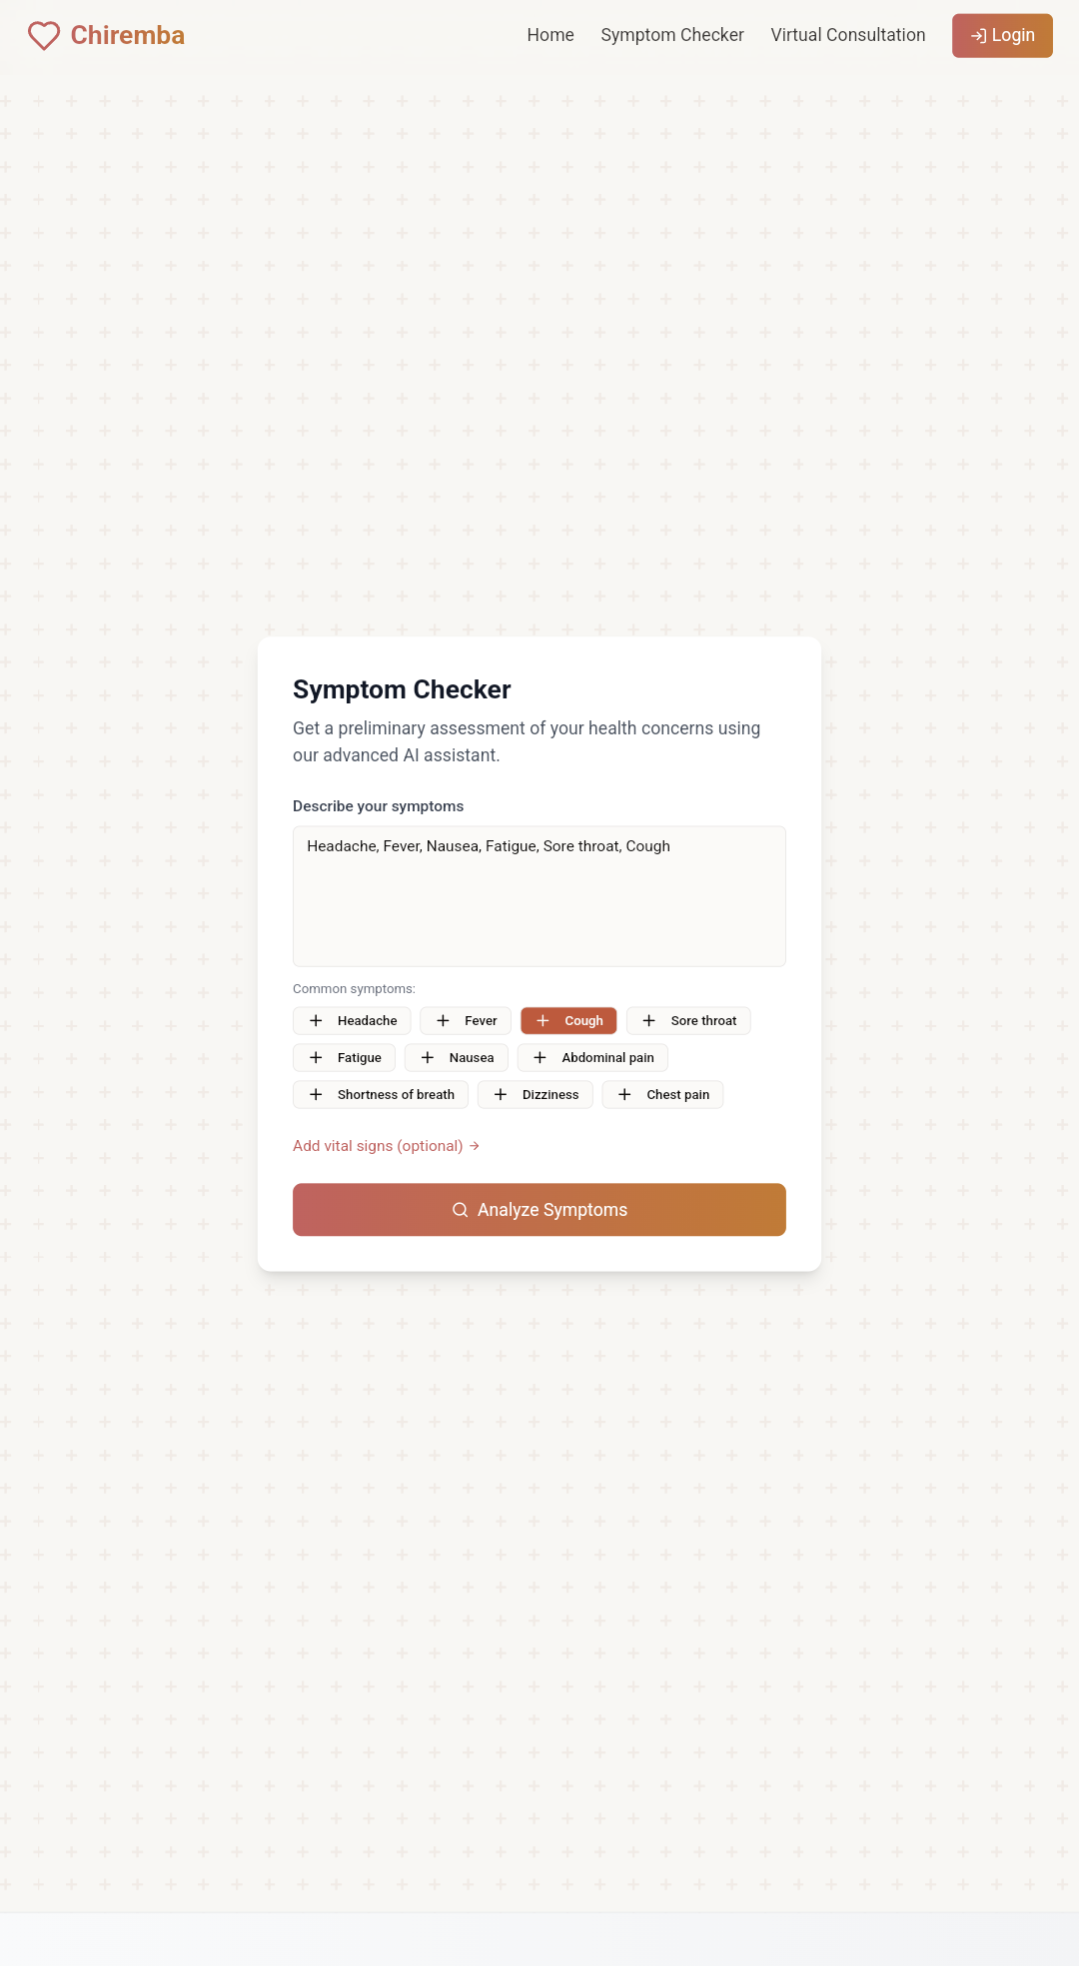 Chiremba
Home Symptom Checker Virtual Consultation Login
Symptom Checker
Get a preliminary assessment of your health concerns using
our advanced AI assistant.
Describe your symptoms
Headache, Fever, Nausea, Fatigue, Sore throat, Cough
Common symptoms:
Headache Fever Cough Sore throat
Fatigue Nausea Abdominal pain
Shortness of breath Dizziness Chest pain
Add vital signs (optional) →
Analyze Symptoms